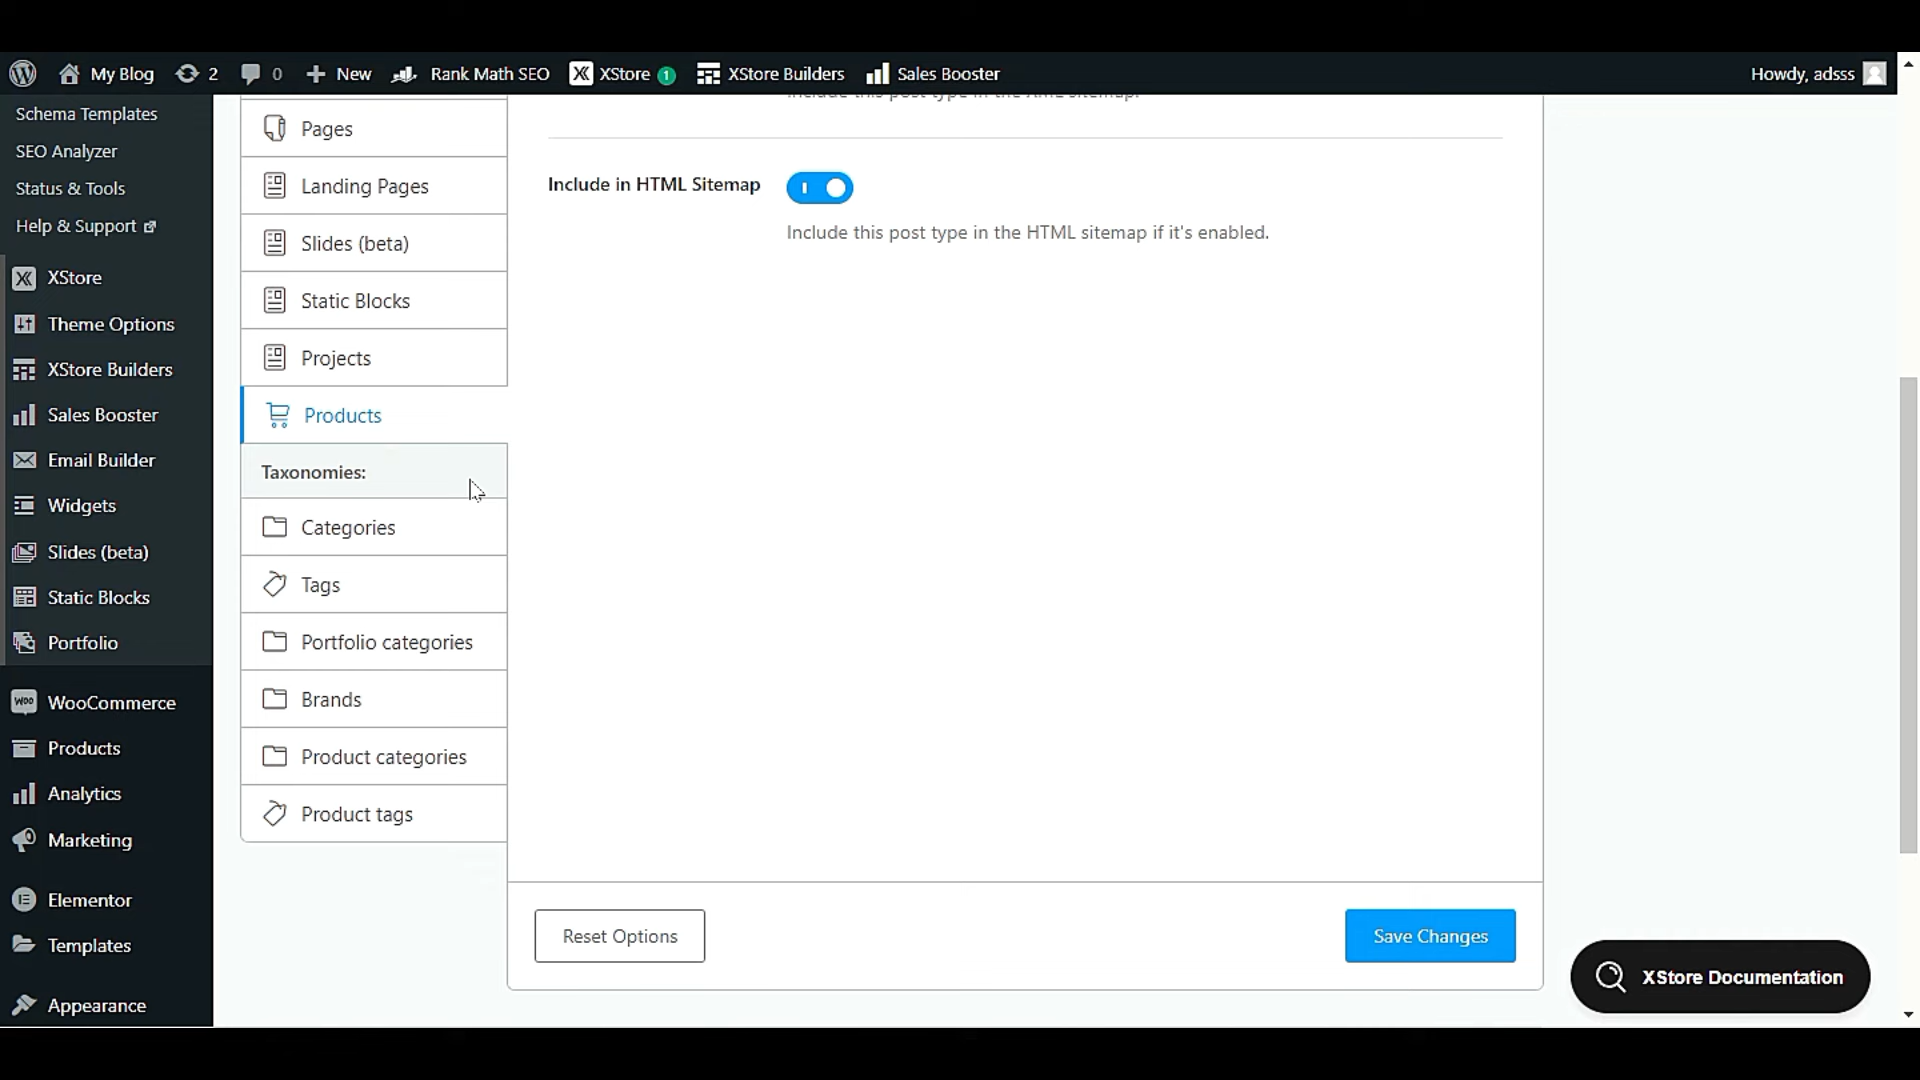 My Blog 2 0 New Rank Math SEO XStore 1 XStore Builders Sales Booster Howdy, adsss
Schema Templates
SEO Analyzer
Status & Tools
Help & Support
XStore
Theme Options
XStore Builders
Sales Booster
Email Builder
Widgets
Slides (beta)
Static Blocks
Portfolio
WooCommerce
Products
Analytics
Marketing
Elementor
Templates
Appearance
Pages
Landing Pages
Slides (beta)
Static Blocks
Projects
Products
Taxonomies:
Categories
Tags
Portfolio categories
Brands
Product categories
Product tags
Include this post type in the XML sitemap.
Include in HTML Sitemap
Include this post type in the HTML sitemap if it's enabled.
Reset Options
Save Changes
XStore Documentation